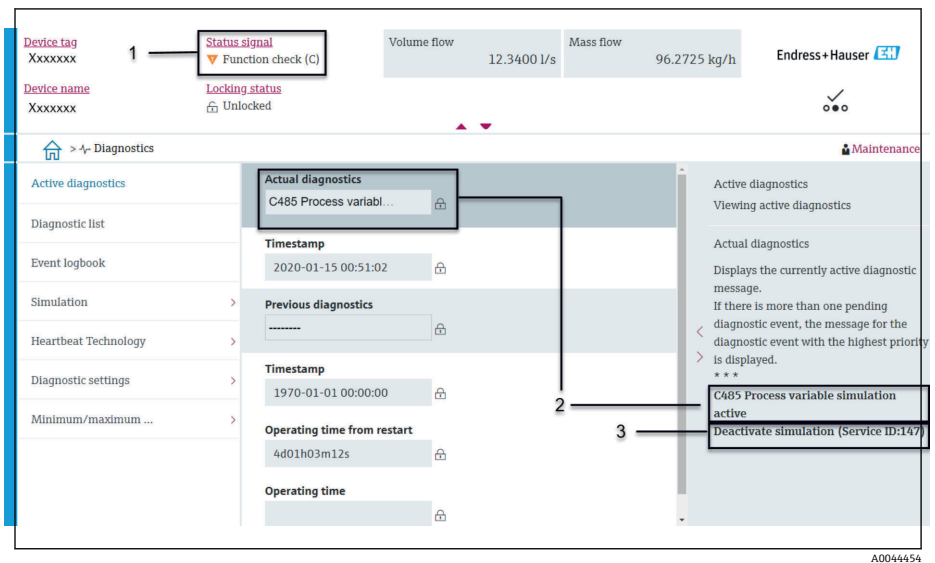 Device tag
Xxxxxxx
1
Status signal
Function check (C)
Volume flow
12.3400 l/s
Mass flow
96.2725 kg/h
Endress+Hauser EH
Device name
Xxxxxxx
Locking status
Unlocked
> Diagnostics
Maintenance
Active diagnostics
Diagnostic list
Event logbook
Simulation >
Heartbeat Technology >
Diagnostic settings >
Minimum/maximum ... >
Actual diagnostics
C485 Process variabl...
Timestamp
2020-01-15 00:51:02
Previous diagnostics
--------
Timestamp
1970-01-01 00:00:00
Operating time from restart
4d01h03m12s
Operating time
2
3
Active diagnostics
Viewing active diagnostics
Actual diagnostics
Displays the currently active diagnostic
message.
If there is more than one pending
diagnostic event, the message for the
diagnostic event with the highest priority
is displayed.
* * *
C485 Process variable simulation
active
Deactivate simulation (Service ID:147)
A0044454